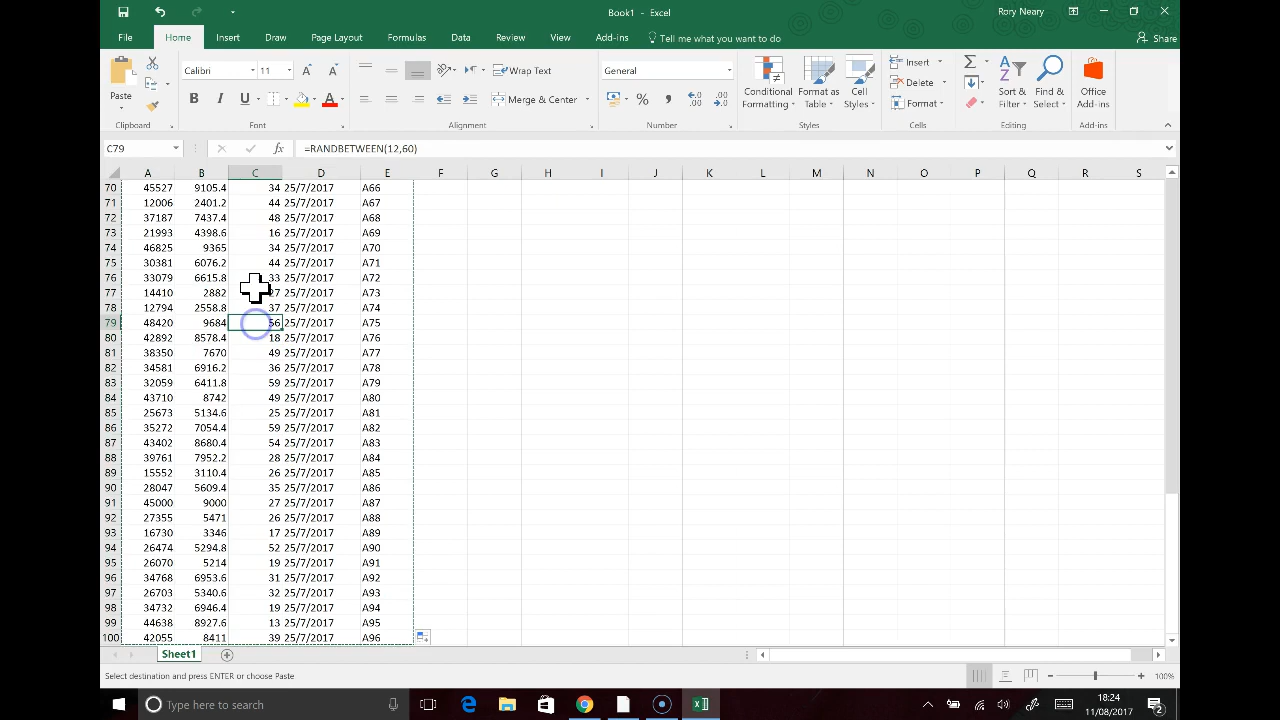 Book1 - Excel
Rory Neary
File Home Insert Draw Page Layout Formulas Data Review View Add-ins Tell me what you want to do Share
Calibri 11 Wrap Text General Insert
Paste B I U A Merge & Center % Conditional Formatting Format as Table Cell Styles Delete Sort & Filter Find & Select Office Add-ins
Format
Clipboard Font Alignment Number Styles Cells Editing Add-ins
C79 fx =RANDBETWEEN(12,60)
A B C D E F G H I J K L M N O P Q R S
70 45527 9105.4 34 25/7/2017 A66
71 12006 2401.2 44 25/7/2017 A67
72 37187 7437.4 48 25/7/2017 A68
73 21993 4398.6 16 25/7/2017 A69
74 46825 9365 34 25/7/2017 A70
75 30381 6076.2 44 25/7/2017 A71
76 33079 6615.8 33 25/7/2017 A72
77 14410 2882 27 25/7/2017 A73
78 12794 2558.8 37 25/7/2017 A74
79 48420 9684 56 25/7/2017 A75
80 42892 8578.4 18 25/7/2017 A76
81 38350 7670 49 25/7/2017 A77
82 34581 6916.2 36 25/7/2017 A78
83 32059 6411.8 59 25/7/2017 A79
84 43710 8742 49 25/7/2017 A80
85 25673 5134.6 25 25/7/2017 A81
86 35272 7054.4 59 25/7/2017 A82
87 43402 8680.4 54 25/7/2017 A83
88 39761 7952.2 28 25/7/2017 A84
89 15552 3110.4 26 25/7/2017 A85
90 28047 5609.4 35 25/7/2017 A86
91 45000 9000 27 25/7/2017 A87
92 27355 5471 26 25/7/2017 A88
93 16730 3346 17 25/7/2017 A89
94 26474 5294.8 52 25/7/2017 A90
95 26070 5214 19 25/7/2017 A91
96 34768 6953.6 31 25/7/2017 A92
97 26703 5340.6 32 25/7/2017 A93
98 34732 6946.4 19 25/7/2017 A94
99 44638 8927.6 13 25/7/2017 A95
100 42055 8411 39 25/7/2017 A96
Sheet1
Select destination and press ENTER or choose Paste 100%
Type here to search
18:24
11/08/2017
2